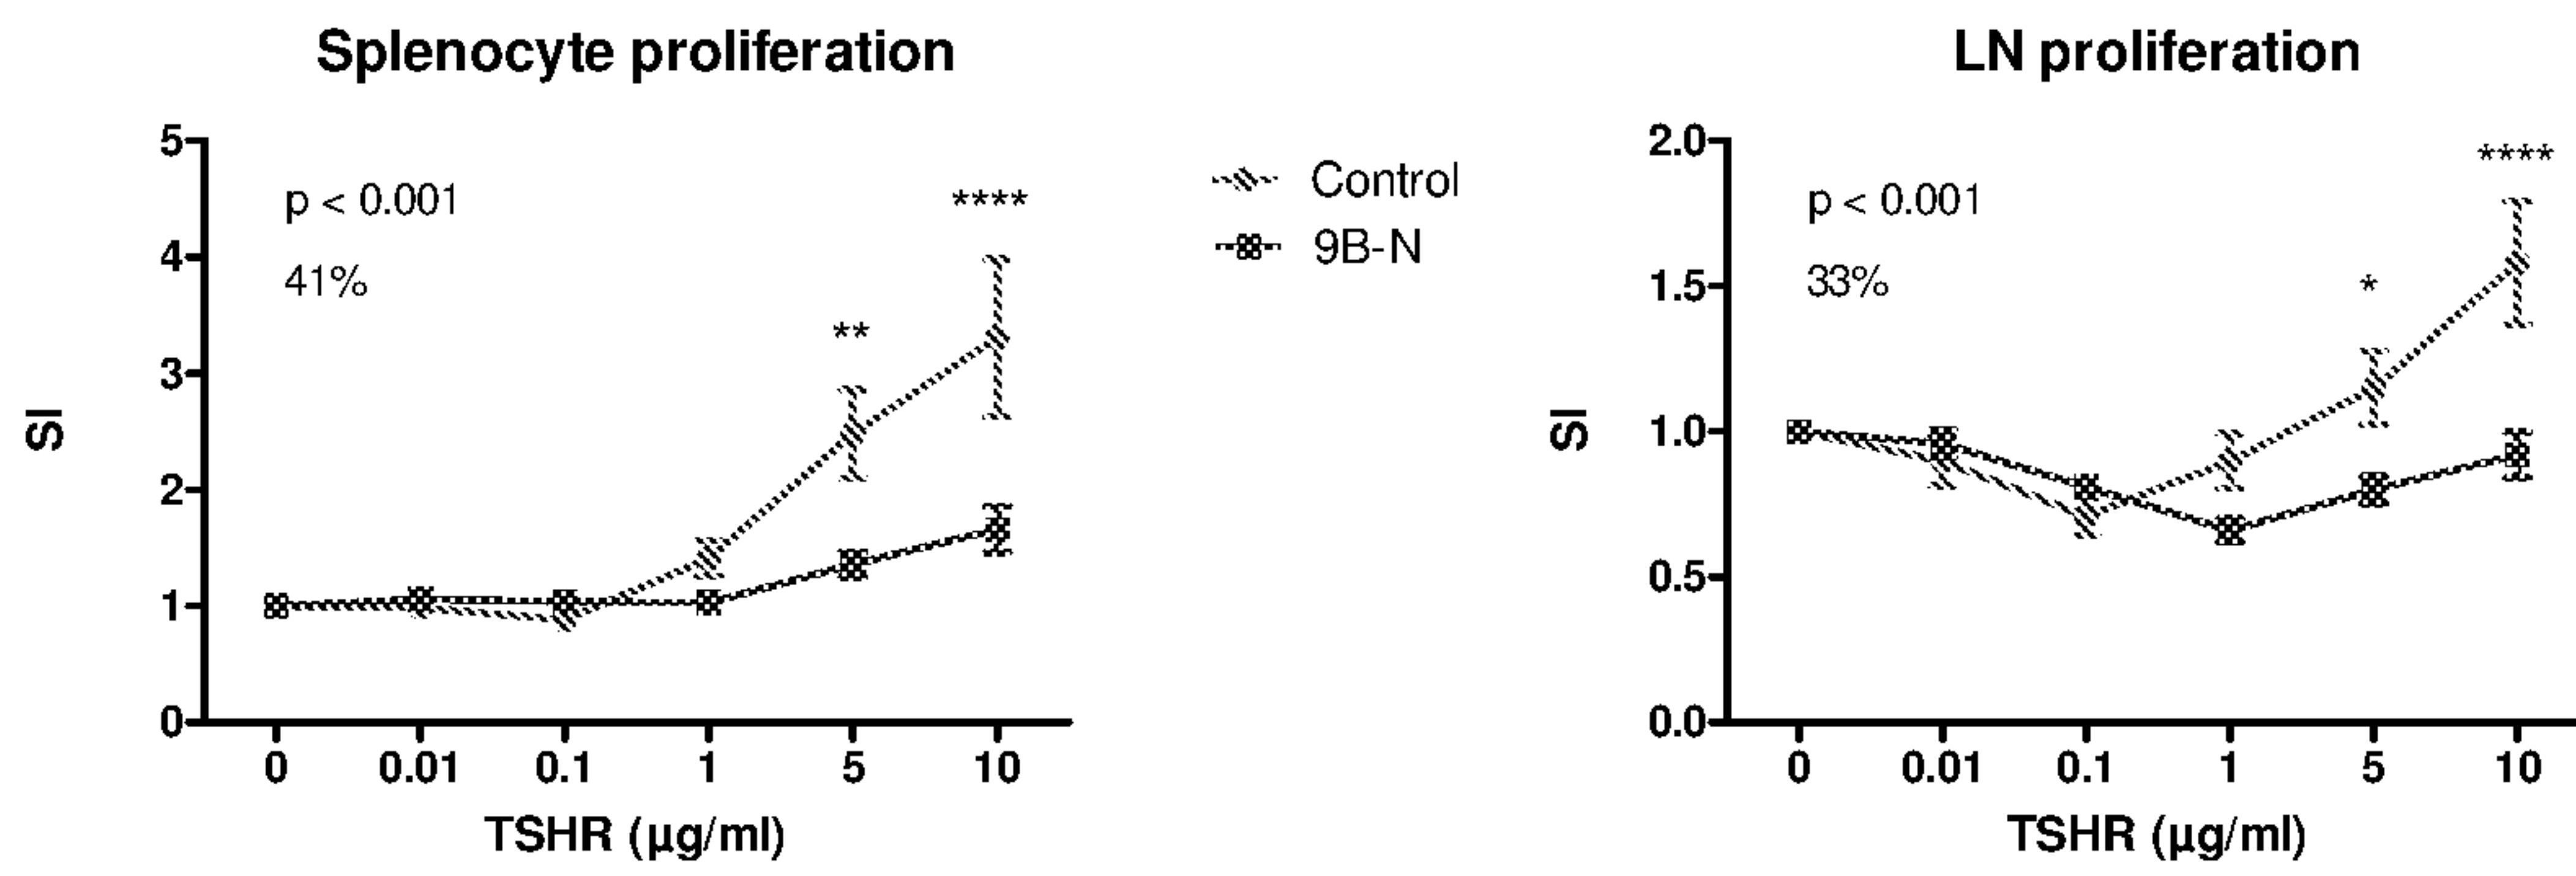 Splenocyte proliferation
5
4
3
2
1
0
SI
p < 0.001
41%
**
****
0 0.01 0.1 1 5 10
TSHR (µg/ml)
Control
9B-N
LN proliferation
2.0
1.5
1.0
0.5
0.0
SI
p < 0.001
33%
*
****
0 0.01 0.1 1 5 10
TSHR (µg/ml)